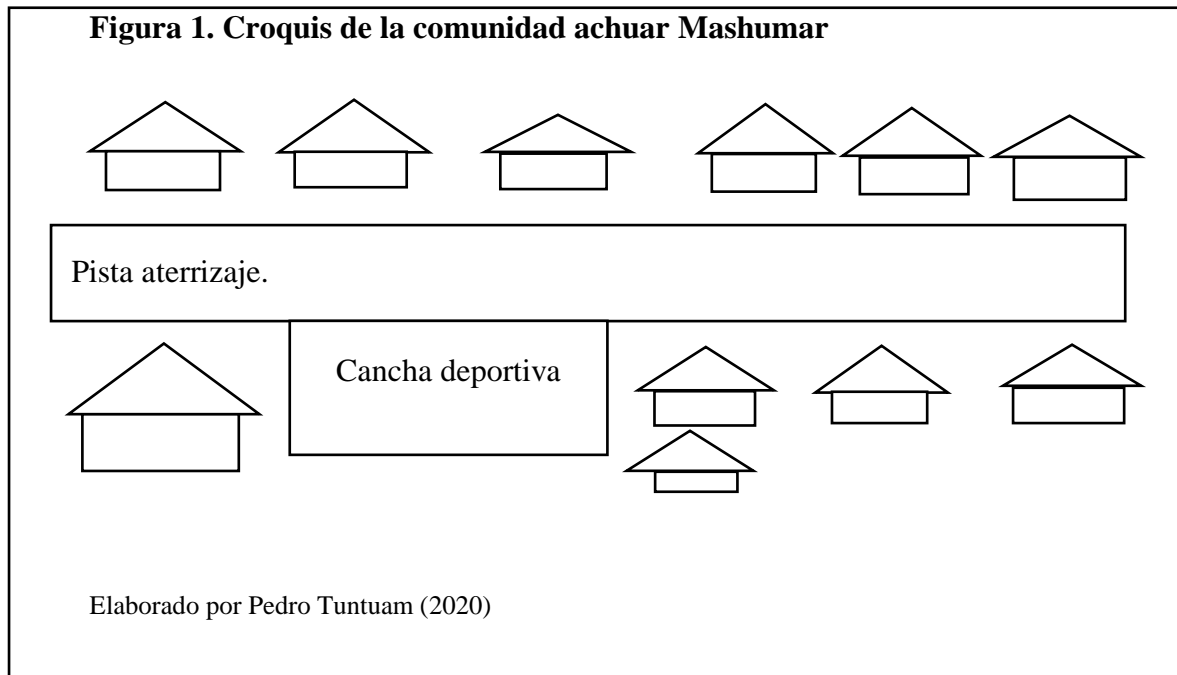 Figura 1. Croquis de la comunidad achuar Mashumar
Pista aterrizaje.
Cancha deportiva
Elaborado por Pedro Tuntuam (2020)